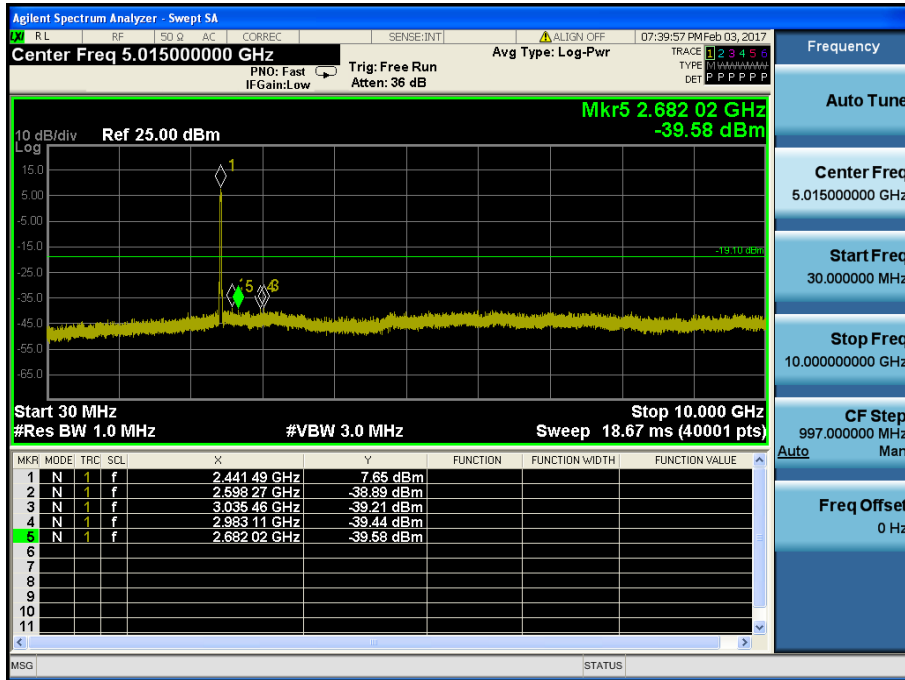 Agilent Spectrum Analyzer - Swept SA
LXI RL RF 50 Ω AC CORREC SENSE:INT ALIGN OFF 07:39:57 PM Feb 03, 2017
Center Freq 5.015000000 GHz
PNO: Fast
IFGain:Low
Trig: Free Run
Atten: 36 dB
Avg Type: Log-Pwr
TRACE 1 2 3 4 5 6
TYPE M WWWWW
DET P P P P P P
Mkr5 2.682 02 GHz
-39.58 dBm
10 dB/div Ref 25.00 dBm
Log
15.0
5.00
-5.00
-15.0
-25.0
-35.0
-45.0
-55.0
-65.0
1
5
4
3
-19.10 dBm
Start 30 MHz Stop 10.000 GHz
#Res BW 1.0 MHz #VBW 3.0 MHz Sweep 18.67 ms (40001 pts)
MKR MODE TRC SCL X Y FUNCTION FUNCTION WIDTH FUNCTION VALUE
1 N 1 f 2.441 49 GHz 7.65 dBm
2 N 1 f 2.598 27 GHz -38.89 dBm
3 N 1 f 3.035 46 GHz -39.21 dBm
4 N 1 f 2.983 11 GHz -39.44 dBm
5 N 1 f 2.682 02 GHz -39.58 dBm
6
7
8
9
10
11
MSG STATUS
Frequency
Auto Tune
Center Freq
5.015000000 GHz
Start Freq
30.000000 MHz
Stop Freq
10.000000000 GHz
CF Step
997.000000 MHz
Auto Man
Freq Offset
0 Hz